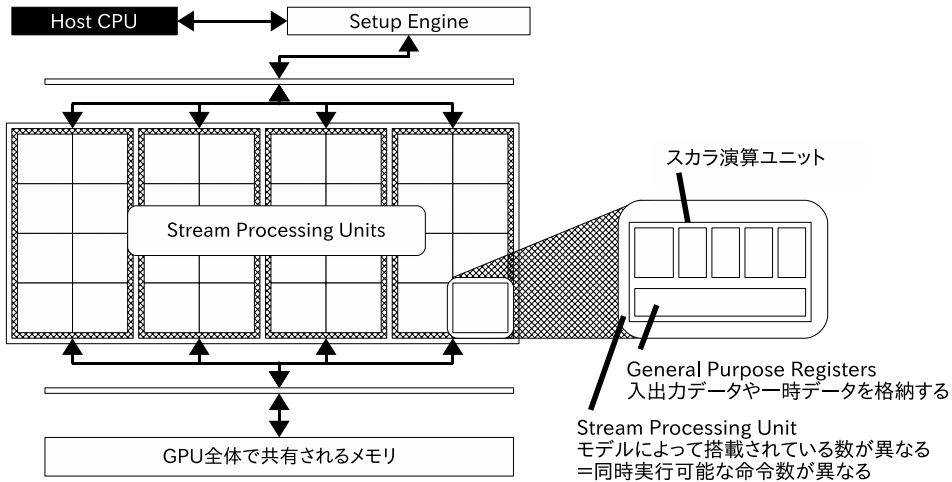 Host CPU
Setup Engine
スカラ演算ユニット
Stream Processing Units
General Purpose Registers
入出力データや一時データを格納する
Stream Processing Unit
モデルによって搭載されている数が異なる
＝同時実行可能な命令数が異なる
GPU全体で共有されるメモリ